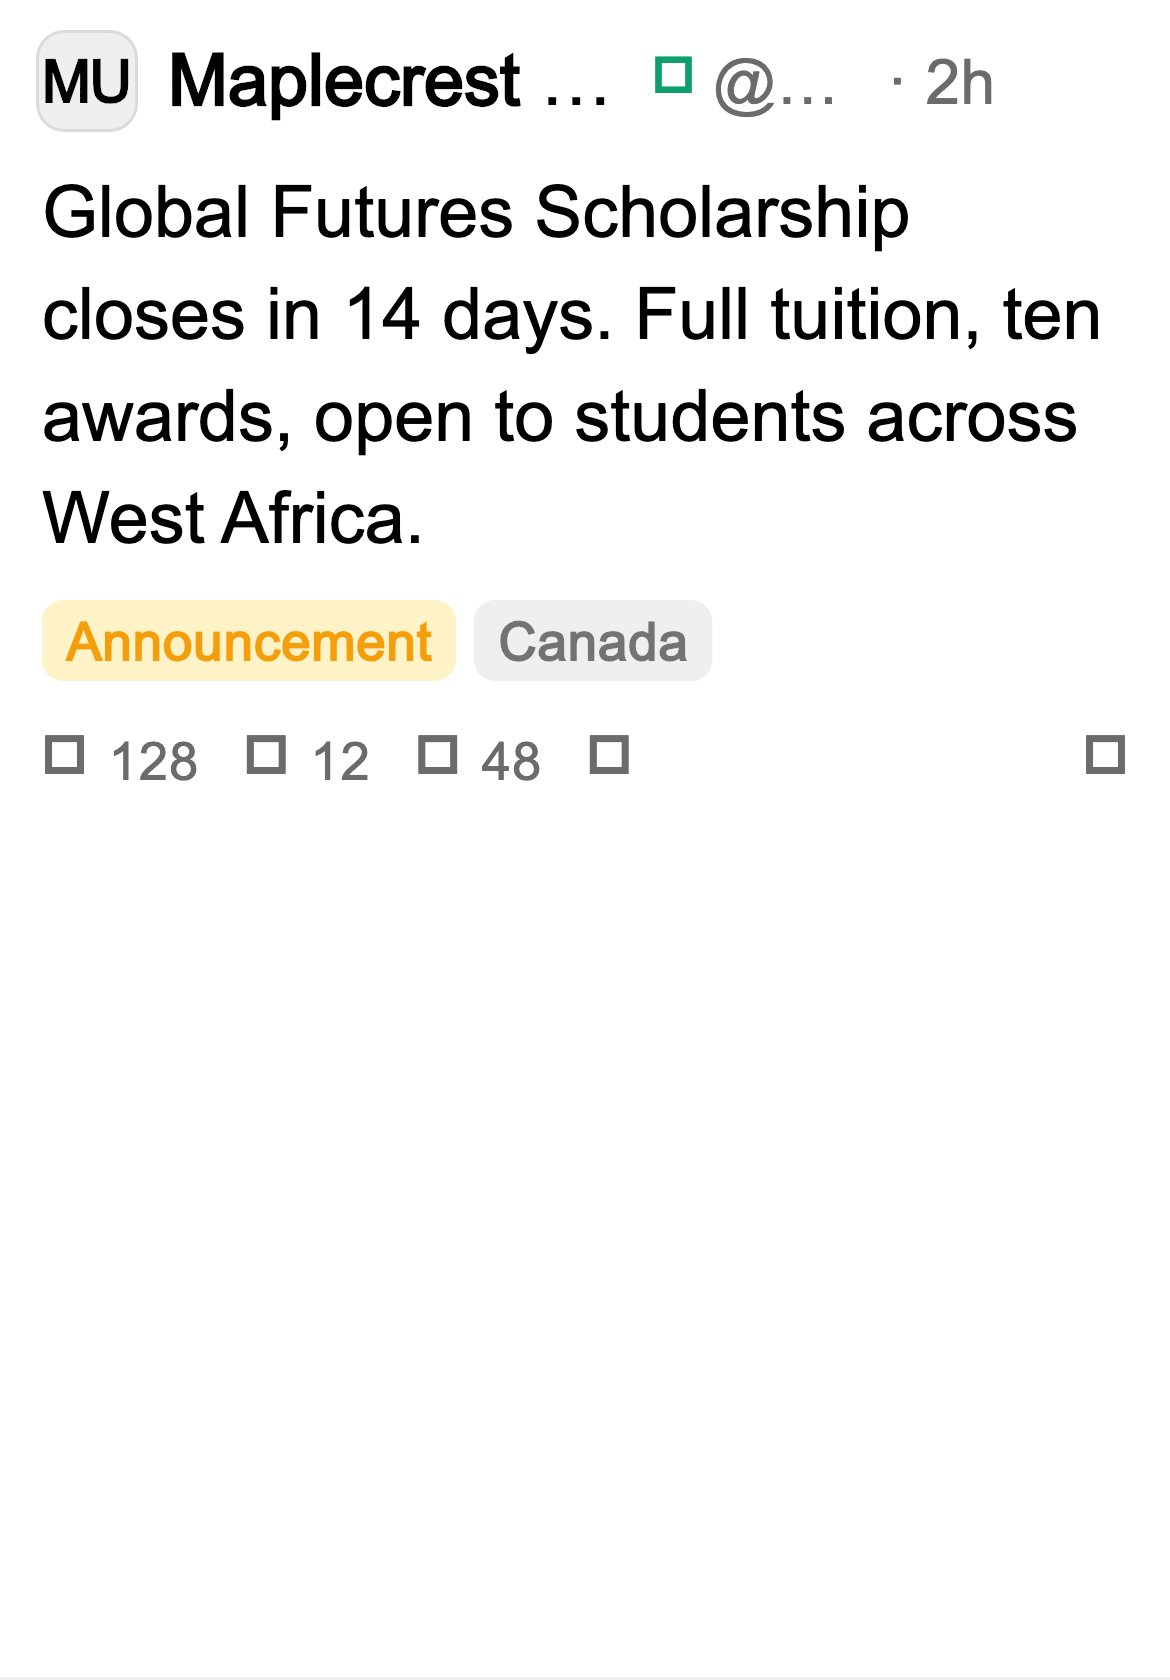 MU Maplecrest ... @... · 2h
Global Futures Scholarship
closes in 14 days. Full tuition, ten
awards, open to students across
West Africa.
Announcement Canada
128 12 48